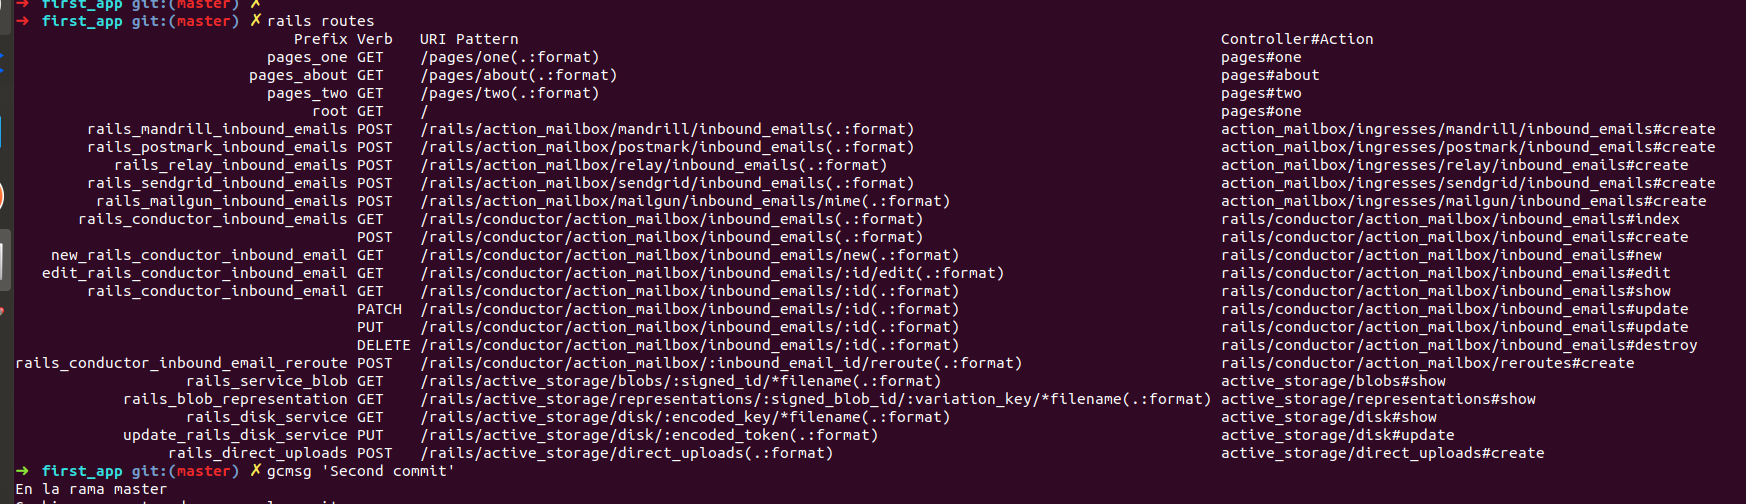 ➜ first_app git:(master) ✗
➜ first_app git:(master) ✗ rails routes
Prefix Verb URI Pattern Controller#Action
pages_one GET /pages/one(.:format) pages#one
pages_about GET /pages/about(.:format) pages#about
pages_two GET /pages/two(.:format) pages#two
root GET / pages#one
rails_mandrill_inbound_emails POST /rails/action_mailbox/mandrill/inbound_emails(.:format) action_mailbox/ingresses/mandrill/inbound_emails#create
rails_postmark_inbound_emails POST /rails/action_mailbox/postmark/inbound_emails(.:format) action_mailbox/ingresses/postmark/inbound_emails#create
rails_relay_inbound_emails POST /rails/action_mailbox/relay/inbound_emails(.:format) action_mailbox/ingresses/relay/inbound_emails#create
rails_sendgrid_inbound_emails POST /rails/action_mailbox/sendgrid/inbound_emails(.:format) action_mailbox/ingresses/sendgrid/inbound_emails#create
rails_mailgun_inbound_emails POST /rails/action_mailbox/mailgun/inbound_emails/mime(.:format) action_mailbox/ingresses/mailgun/inbound_emails#create
rails_conductor_inbound_emails GET /rails/conductor/action_mailbox/inbound_emails(.:format) rails/conductor/action_mailbox/inbound_emails#index
POST /rails/conductor/action_mailbox/inbound_emails(.:format) rails/conductor/action_mailbox/inbound_emails#create
new_rails_conductor_inbound_email GET /rails/conductor/action_mailbox/inbound_emails/new(.:format) rails/conductor/action_mailbox/inbound_emails#new
edit_rails_conductor_inbound_email GET /rails/conductor/action_mailbox/inbound_emails/:id/edit(.:format) rails/conductor/action_mailbox/inbound_emails#edit
rails_conductor_inbound_email GET /rails/conductor/action_mailbox/inbound_emails/:id(.:format) rails/conductor/action_mailbox/inbound_emails#show
PATCH /rails/conductor/action_mailbox/inbound_emails/:id(.:format) rails/conductor/action_mailbox/inbound_emails#update
PUT /rails/conductor/action_mailbox/inbound_emails/:id(.:format) rails/conductor/action_mailbox/inbound_emails#update
DELETE /rails/conductor/action_mailbox/inbound_emails/:id(.:format) rails/conductor/action_mailbox/inbound_emails#destroy
rails_conductor_inbound_email_reroute POST /rails/conductor/action_mailbox/:inbound_email_id/reroute(.:format) rails/conductor/action_mailbox/reroutes#create
rails_service_blob GET /rails/active_storage/blobs/:signed_id/*filename(.:format) active_storage/blobs#show
rails_blob_representation GET /rails/active_storage/representations/:signed_blob_id/:variation_key/*filename(.:format) active_storage/representations#show
rails_disk_service GET /rails/active_storage/disk/:encoded_key/*filename(.:format) active_storage/disk#show
update_rails_disk_service PUT /rails/active_storage/disk/:encoded_token(.:format) active_storage/disk#update
rails_direct_uploads POST /rails/active_storage/direct_uploads(.:format) active_storage/direct_uploads#create
➜ first_app git:(master) ✗ gcmsg 'Second commit'
En la rama master